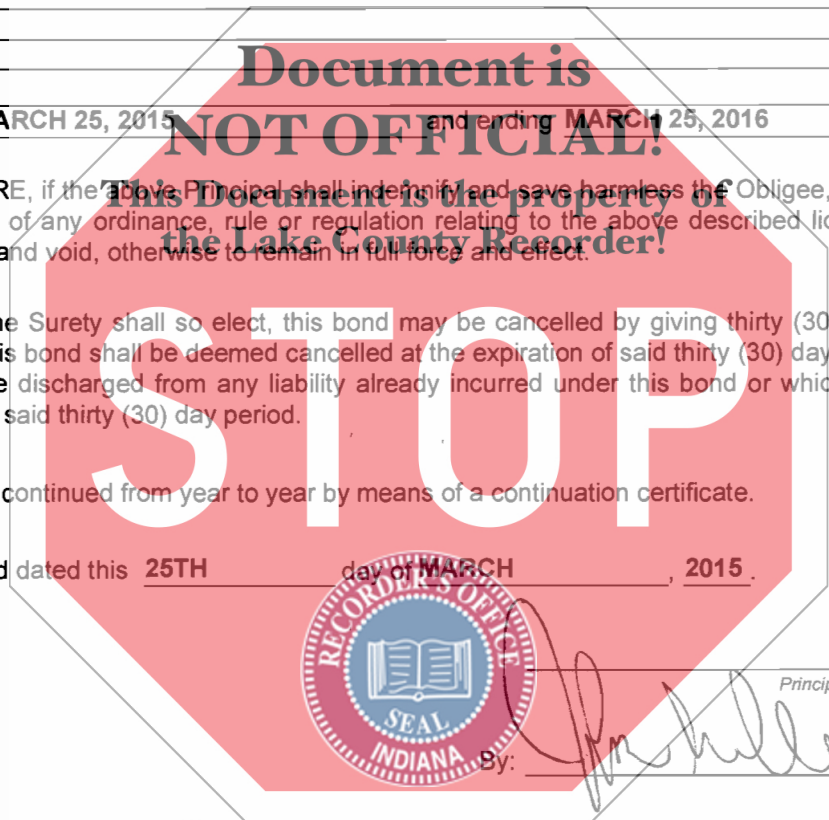 Document is
NOT OFFICIAL!
This Document is the property of
the Lake County Recorder!
STOP
ARCH 25, 2015 and ending MARCH 25, 2016
RE, if the above Principal shall indemnify and save harmless the Obligee,
of any ordinance, rule or regulation relating to the above described lic
and void, otherwise to remain in full force and effect.
e Surety shall so elect, this bond may be cancelled by giving thirty (30
is bond shall be deemed cancelled at the expiration of said thirty (30) day
e discharged from any liability already incurred under this bond or whic
said thirty (30) day period.
continued from year to year by means of a continuation certificate.
d dated this 25TH day of MARCH , 2015 .
RECORDER'S OFFICE
SEAL
INDIANA
Princip
By: